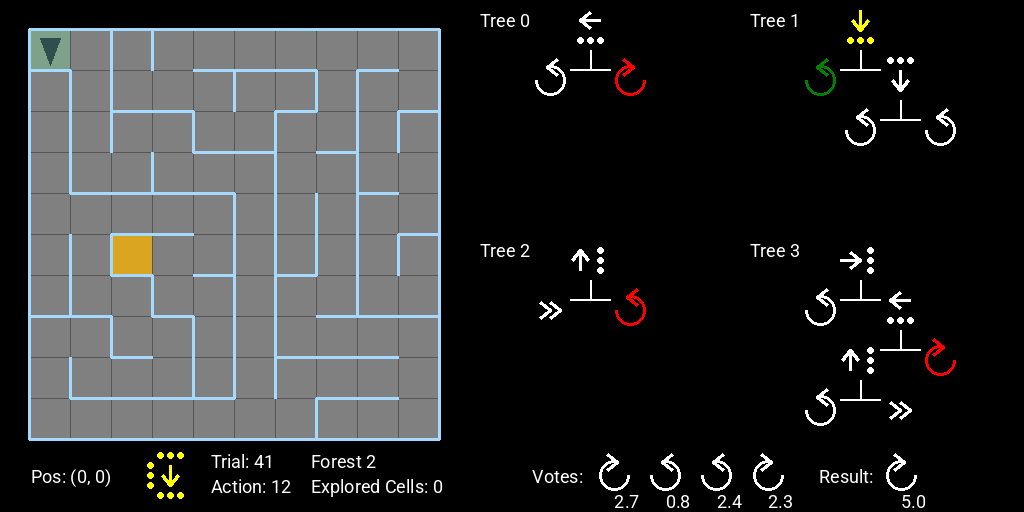 Tree 0
Tree 1
Tree 2
Tree 3
Pos: (0, 0)
Trial: 41
Forest 2
Action: 12
Explored Cells: 0
Votes:
2.7
0.8
2.4
2.3
Result:
5.0